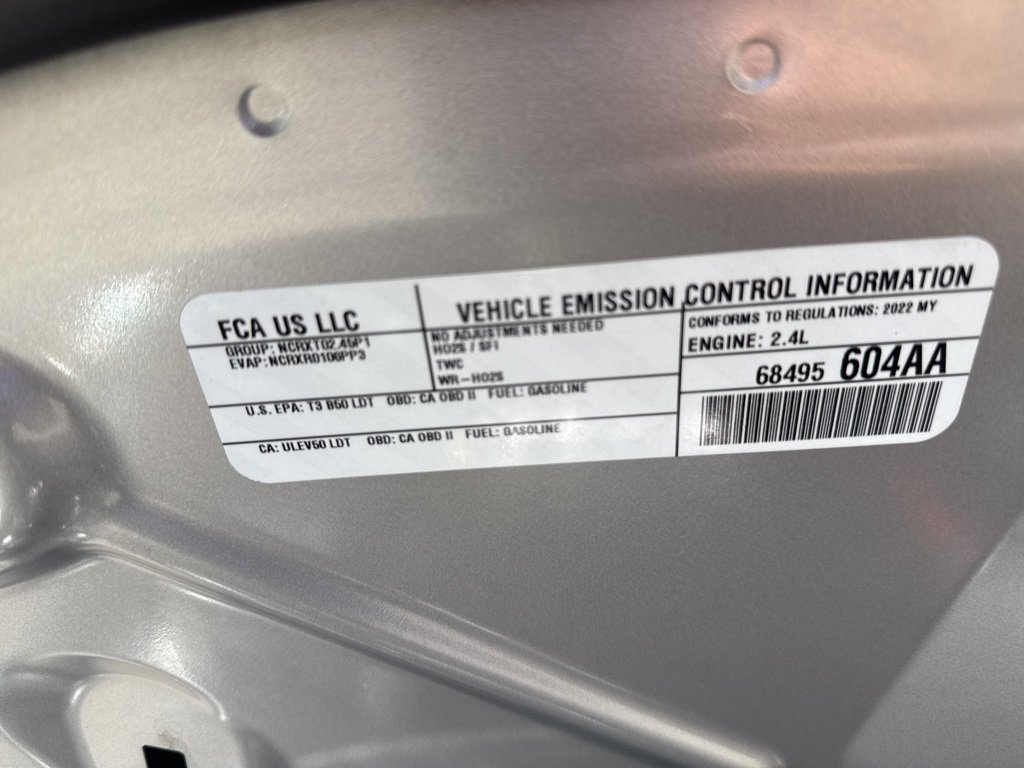 FCA US LLC
GROUP: NCRXT02.45P1
EVAP: NCRXR0106PP3
VEHICLE EMISSION CONTROL INFORMATION
NO ADJUSTMENTS NEEDED
HO2S / SFI
TWC
WR-HO2S
CONFORMS TO REGULATIONS: 2022 MY
ENGINE: 2.4L
68495 604AA
U.S. EPA: T3 B50 LDT OBD: CA OBD II FUEL: GASOLINE
CA: ULEV50 LDT OBD: CA OBD II FUEL: GASOLINE